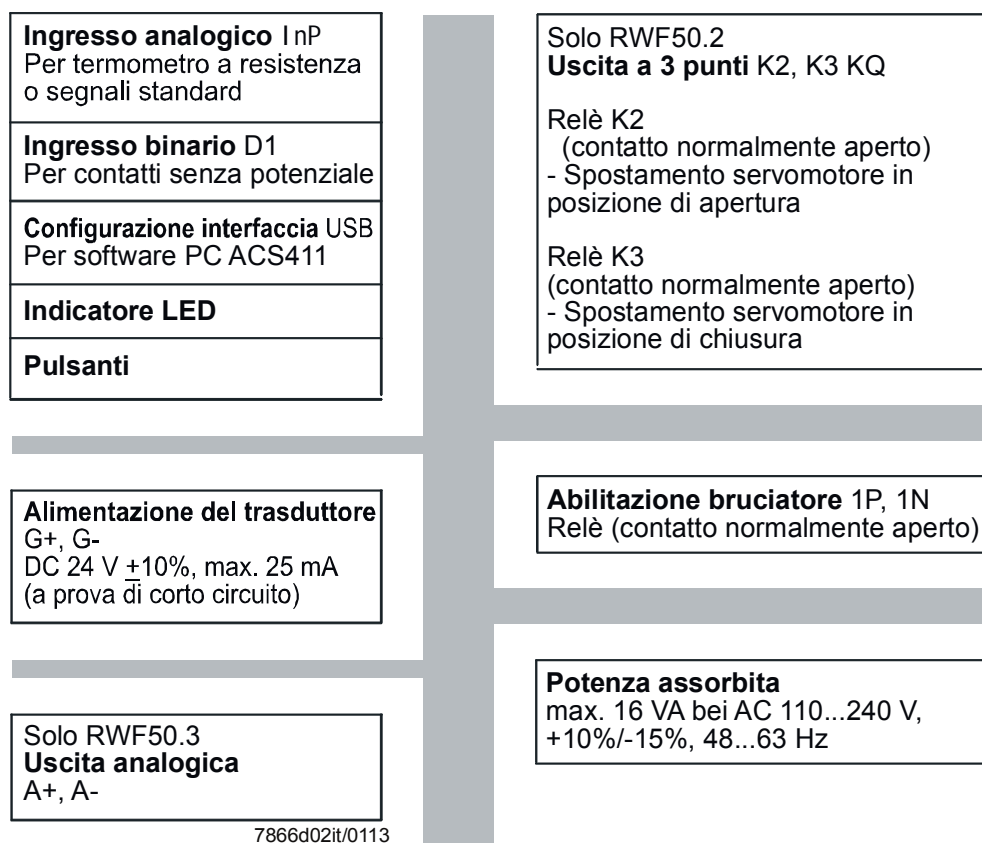 Ingresso analogico InP
Per termometro a resistenza
o segnali standard
Ingresso binario D1
Per contatti senza potenziale
Configurazione interfaccia USB
Per software PC ACS411
Indicatore LED
Pulsanti
Alimentazione del trasduttore
G+, G-
DC 24 V ±10%, max. 25 mA
(a prova di corto circuito)
Solo RWF50.3
Uscita analogica
A+, A-
7866d02it/0113
Solo RWF50.2
Uscita a 3 punti K2, K3 KQ
Relè K2
(contatto normalmente aperto)
- Spostamento servomotore in
posizione di apertura
Relè K3
(contatto normalmente aperto)
- Spostamento servomotore in
posizione di chiusura
Abilitazione bruciatore 1P, 1N
Relè (contatto normalmente aperto)
Potenza assorbita
max. 16 VA bei AC 110...240 V,
+10%/-15%, 48...63 Hz